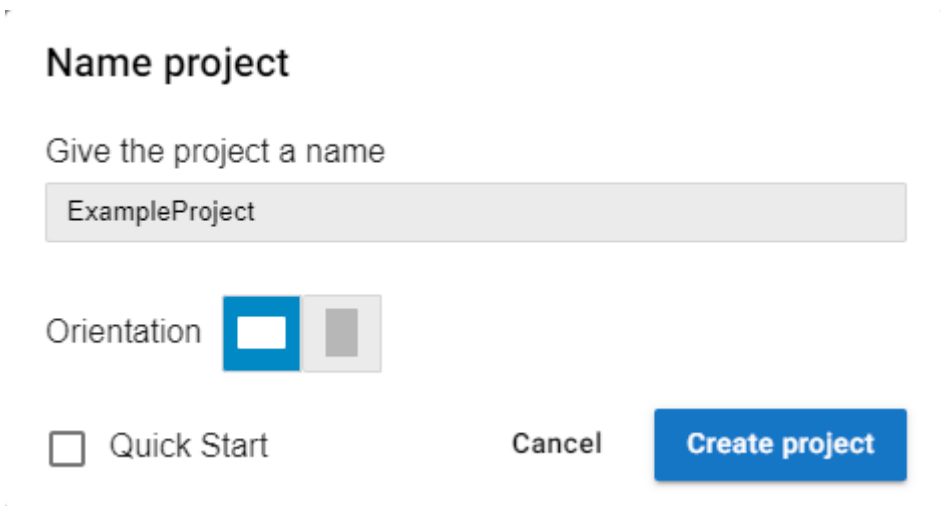 Name project
Give the project a name
ExampleProject
Orientation
Quick Start
Cancel
Create project